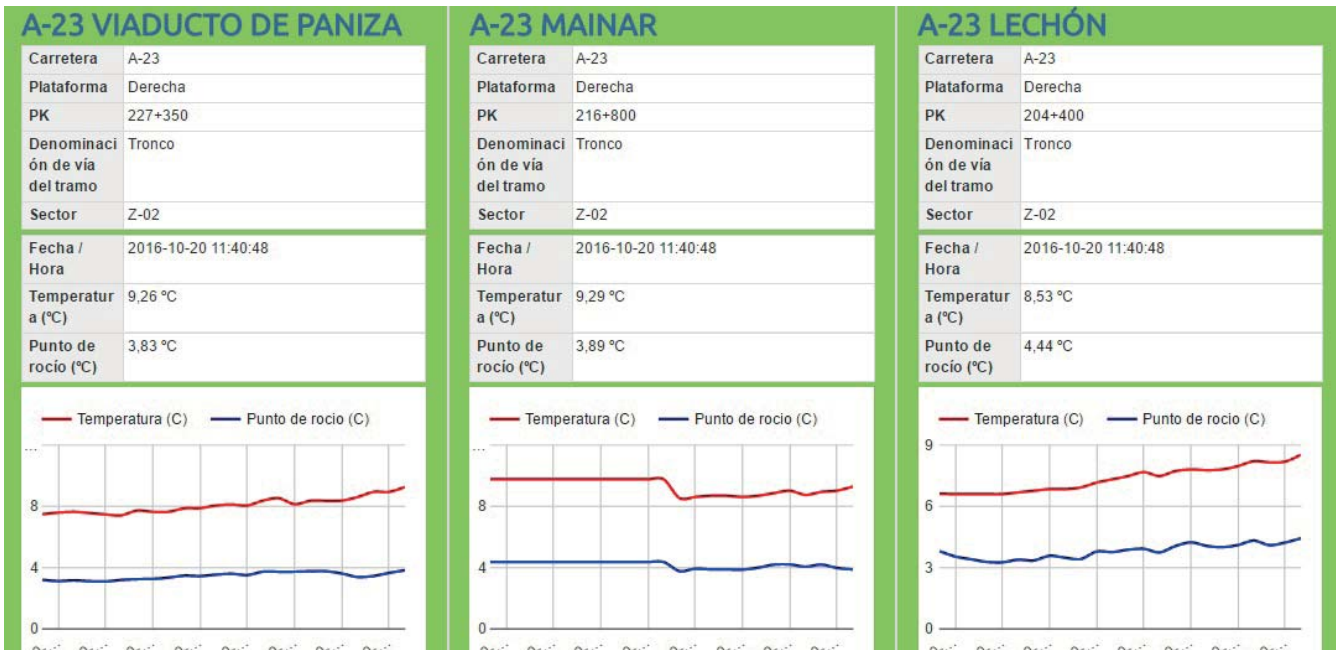 A-23 VIADUCTO DE PANIZA
Carretera A-23
Plataforma Derecha
PK 227+350
Denominaci Tronco
ón de vía
del tramo
Sector Z-02
Fecha / 2016-10-20 11:40:48
Hora
Temperatur 9,26 ºC
a (ºC)
Punto de 3,83 ºC
rocío (ºC)
Temperatura (C) Punto de rocio (C)
...
8
4
0
A-23 MAINAR
Carretera A-23
Plataforma Derecha
PK 216+800
Denominaci Tronco
ón de vía
del tramo
Sector Z-02
Fecha / 2016-10-20 11:40:48
Hora
Temperatur 9,29 ºC
a (ºC)
Punto de 3,89 ºC
rocío (ºC)
Temperatura (C) Punto de rocio (C)
...
8
4
0
A-23 LECHÓN
Carretera A-23
Plataforma Derecha
PK 204+400
Denominaci Tronco
ón de vía
del tramo
Sector Z-02
Fecha / 2016-10-20 11:40:48
Hora
Temperatur 8,53 ºC
a (ºC)
Punto de 4,44 ºC
rocío (ºC)
Temperatura (C) Punto de rocio (C)
9
6
3
0